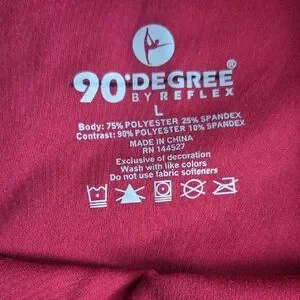 90°DEGREE®
BY REFLEX
L
Body: 75% POLYESTER 25% SPANDEX
Contrast: 90% POLYESTER 10% SPANDEX
MADE IN CHINA
RN 144527
Exclusive of decoration
Wash with like colors
Do not use fabric softeners